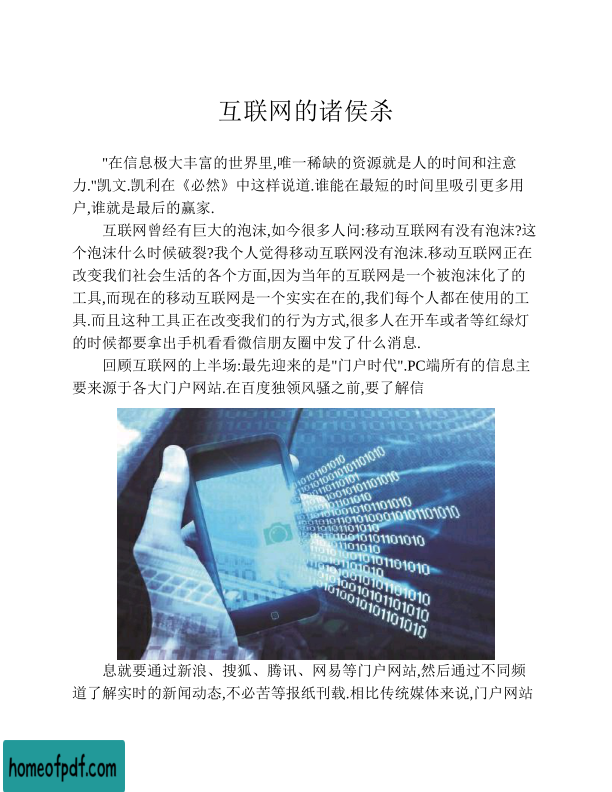 互联网的诸侯杀
"在信息极大丰富的世界里,唯一稀缺的资源就是人的时间和注意
力."凯文.凯利在《必然》中这样说道.谁能在最短的时间里吸引更多用
户,谁就是最后的赢家.
互联网曾经有巨大的泡沫,如今很多人问:移动互联网有没有泡沫?这
个泡沫什么时候破裂?我个人觉得移动互联网没有泡沫.移动互联网正在
改变我们社会生活的各个方面,因为当年的互联网是一个被泡沫化了的
工具,而现在的移动互联网是一个实实在在的,我们每个人都在使用的工
具.而且这种工具正在改变我们的行为方式,很多人在开车或者等红绿灯
的时候都要拿出手机看看微信朋友圈中发了什么消息.
回顾互联网的上半场:最先迎来的是"门户时代".PC端所有的信息主
要来源于各大门户网站.在百度独领风骚之前,要了解信
息就要通过新浪、搜狐、腾讯、网易等门户网站,然后通过不同频
道了解实时的新闻动态,不必苦等报纸刊载.相比传统媒体来说,门户网站
homeofpdf.com